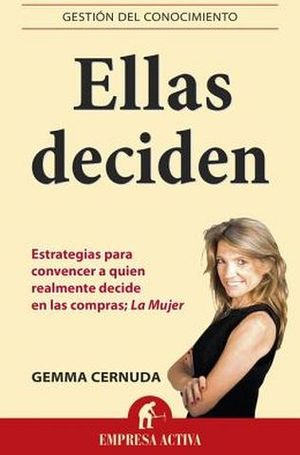 GESTIÓN DEL CONOCIMIENTO
Ellas
deciden
Estrategias para
convencer a quien
realmente decide
en las compras; La Mujer
GEMMA CERNUDA
EMPRESA ACTIVA